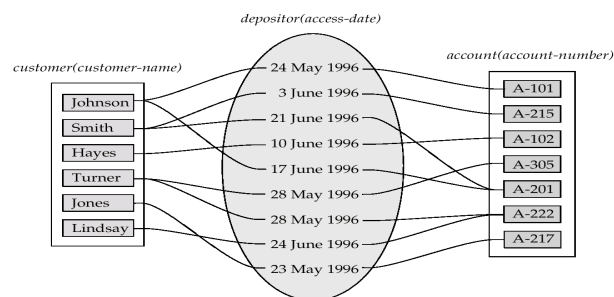 depositor(access-date)
customer(customer-name)
account(account-number)
Johnson
Smith
Hayes
Turner
Jones
Lindsay
24 May 1996
3 June 1996
21 June 1996
10 June 1996
17 June 1996
28 May 1996
28 May 1996
24 June 1996
23 May 1996
A-101
A-215
A-102
A-305
A-201
A-222
A-217